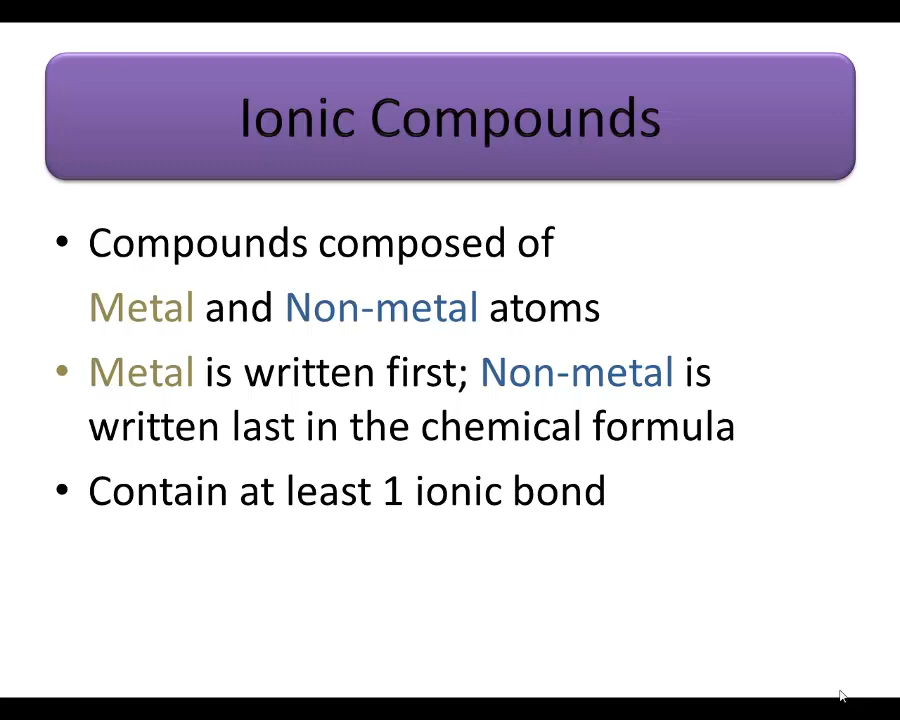 Ionic Compounds
• Compounds composed of
Metal and Non-metal atoms
• Metal is written first; Non-metal is
written last in the chemical formula
• Contain at least 1 ionic bond